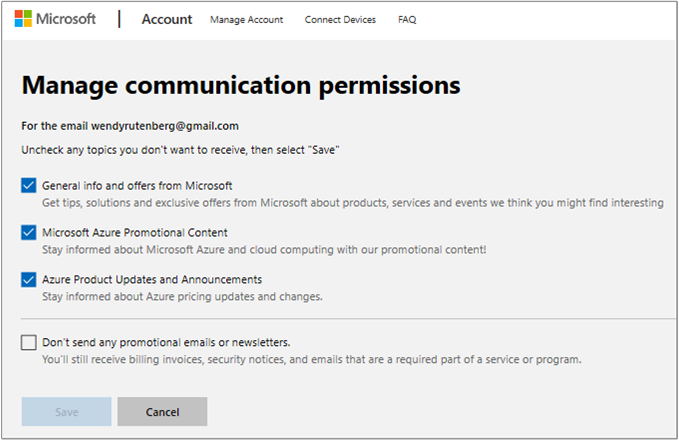 Microsoft | Account Manage Account Connect Devices FAQ
Manage communication permissions
For the email wendyrutenberg@gmail.com
Uncheck any topics you don't want to receive, then select "Save"
General info and offers from Microsoft
Get tips, solutions and exclusive offers from Microsoft about products, services and events we think you might find interesting
Microsoft Azure Promotional Content
Stay informed about Microsoft Azure and cloud computing with our promotional content!
Azure Product Updates and Announcements
Stay informed about Azure pricing updates and changes.
Don't send any promotional emails or newsletters.
You'll still receive billing invoices, security notices, and emails that are a required part of a service or program.
Save Cancel